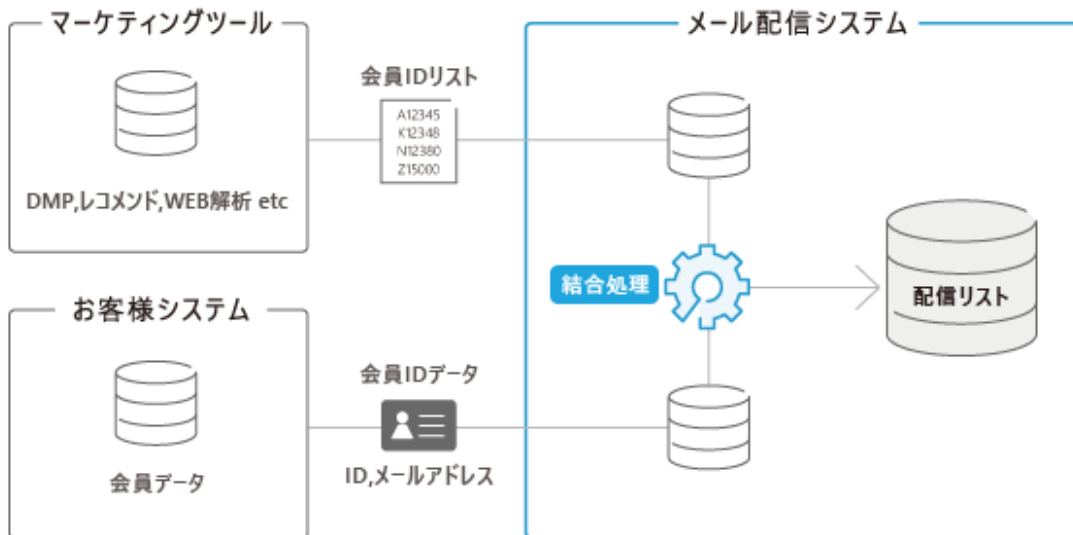 マーケティングツール
メール配信システム
会員IDリスト
A12345
K12348
N12380
Z15000
DMP,レコメンド,WEB解析 etc
結合処理
配信リスト
お客様システム
会員IDデータ
会員データ
ID,メールアドレス